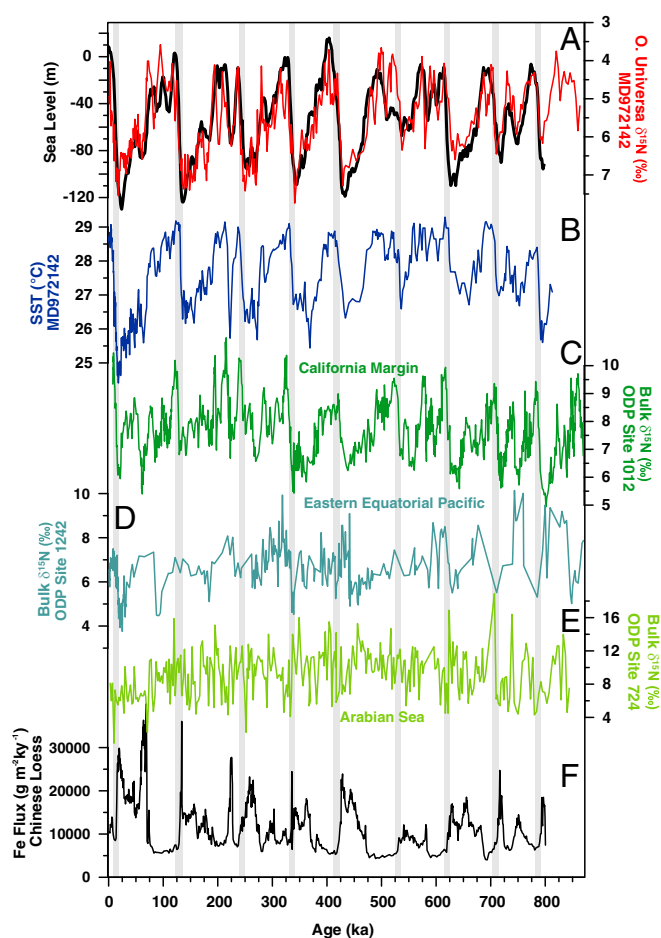 A
Sea Level (m)
0
-40
-80
-120
3
4
5
6
7
O. Universa δ¹⁵N (‰)
MD972142
B
SST (°C)
MD972142
29
28
27
26
25
C
California Margin
10
9
8
7
6
5
Bulk δ¹⁵N (‰)
ODP Site 1012
D
Eastern Equatorial Pacific
Bulk δ¹⁵N (‰)
ODP Site 1242
10
8
6
4
E
Arabian Sea
16
12
8
4
Bulk δ¹⁵N (‰)
ODP Site 724
F
Fe Flux (g m⁻²ky⁻¹)
Chinese Loess
30000
20000
10000
0
0 100 200 300 400 500 600 700 800
Age (ka)